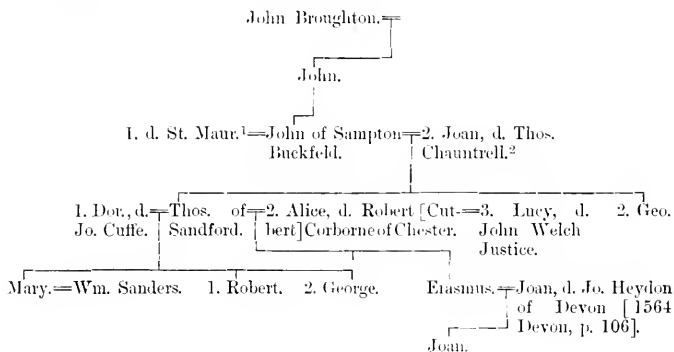 John Broughton.
John.
1. d. St. Maur.¹=John of Sampton=2. Joan, d. Thos.
Buckfeld. Chauntrell.²
1. Dor., d.=Thos. of=2. Alice, d. Robert [Cut-=3. Lucy, d. 2. Geo.
Jo. Cuffe. Sandford. bert] Corborne of Chester. John Welch
Justice.
Mary.=Wm. Sanders. 1. Robert. 2. George. Erasmus.=Joan, d. Jo. Heydon
of Devon [1564
Devon, p. 106].
Joan.